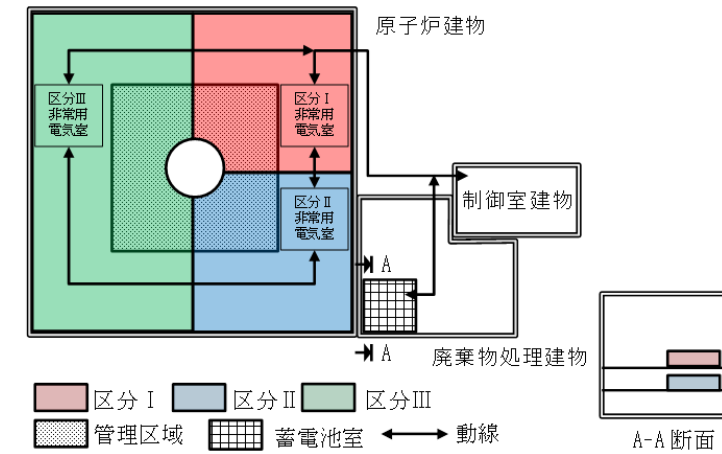 原子炉建物
区分Ⅲ
非常用
電気室
区分Ⅰ
非常用
電気室
区分Ⅱ
非常用
電気室
制御室建物
A
A
廃棄物処理建物
区分Ⅰ
区分Ⅱ
区分Ⅲ
管理区域
蓄電池室
動線
A-A断面